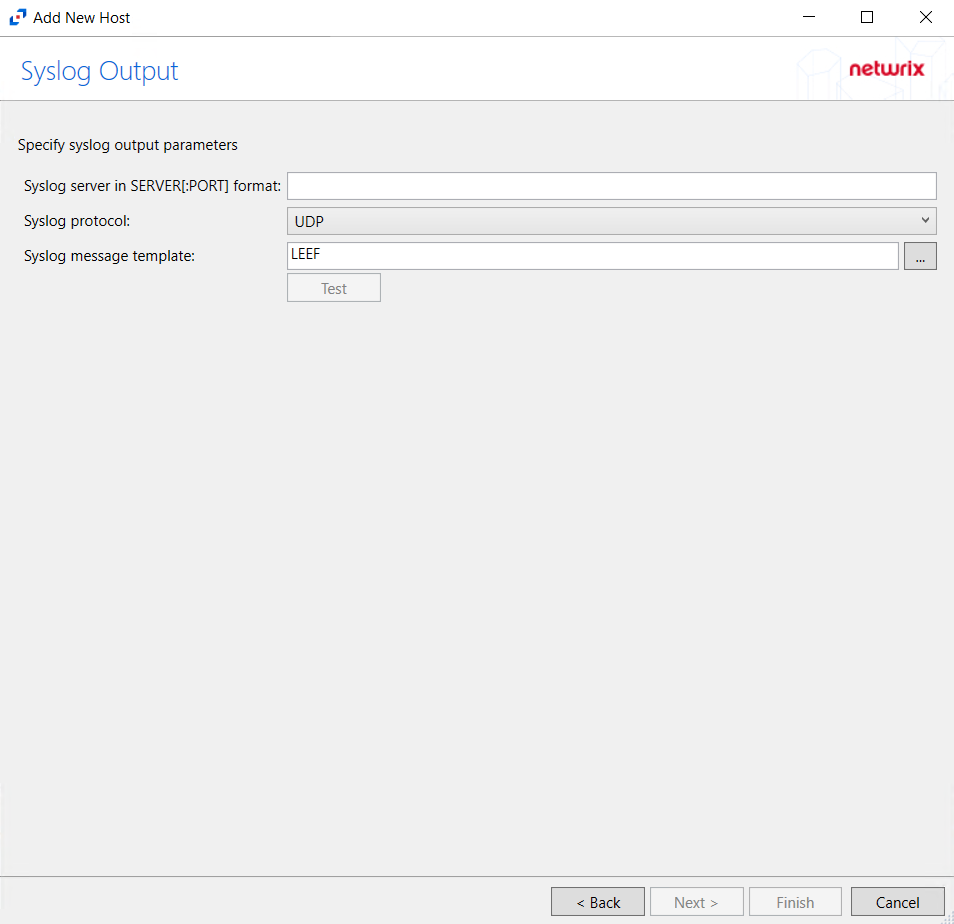 Add New Host
Syslog Output
netwrix
Specify syslog output parameters
Syslog server in SERVER[:PORT] format:
Syslog protocol: UDP
Syslog message template: LEEF ...
Test
< Back Next > Finish Cancel